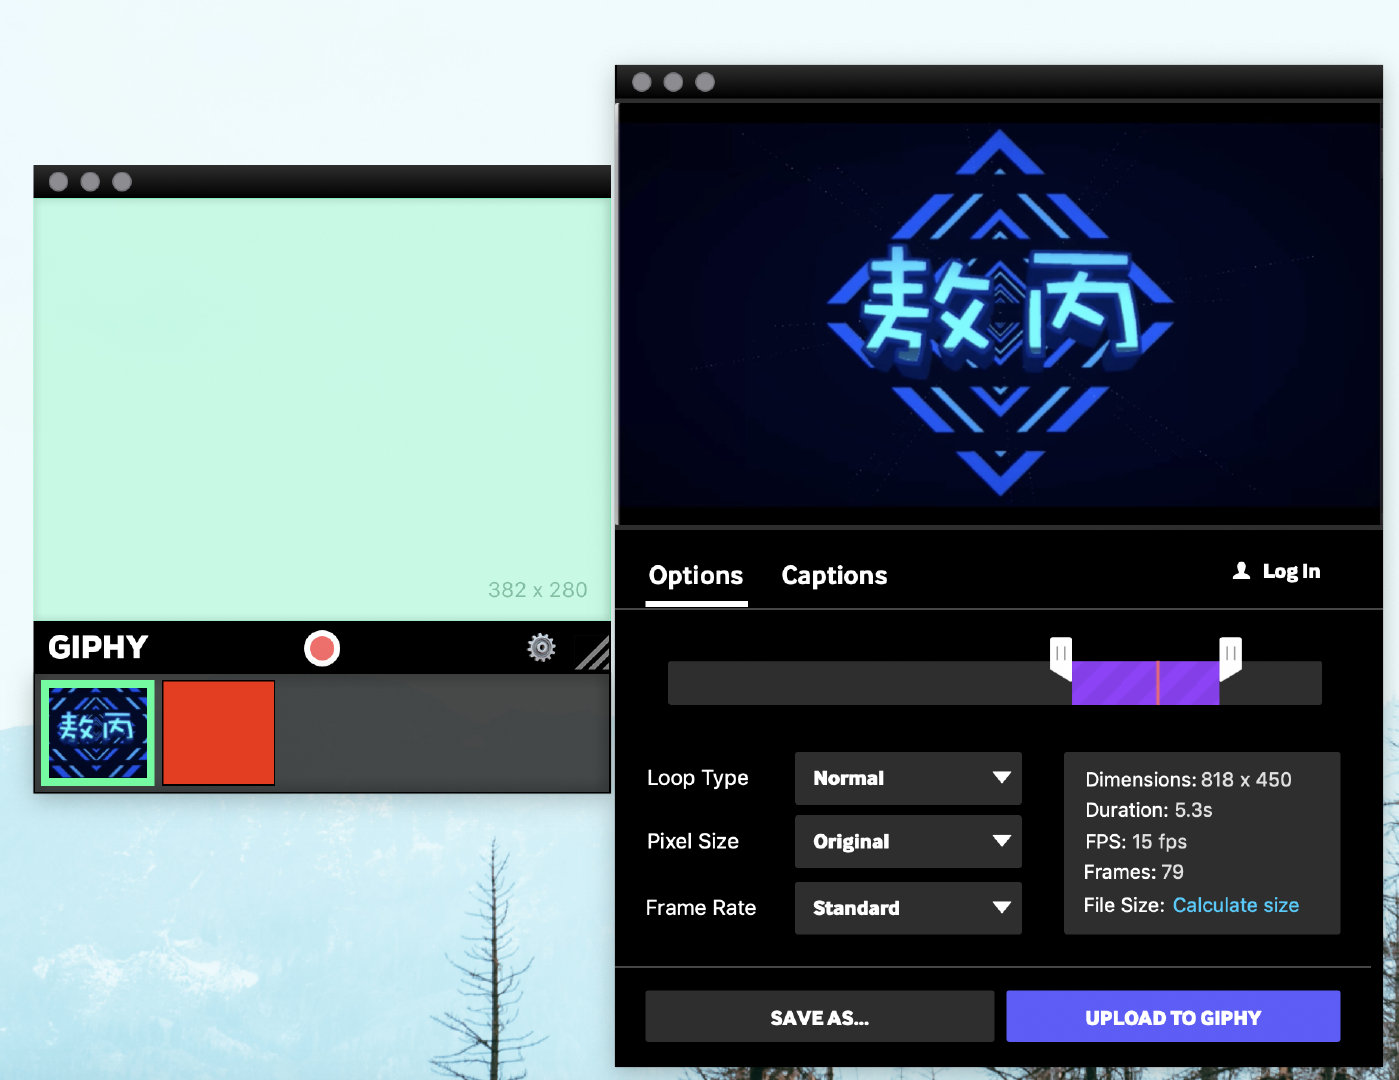 382 x 280
GIPHY
敖丙
敖丙
Options
Captions
Log In
Loop Type
Normal
Pixel Size
Original
Frame Rate
Standard
Dimensions: 818 x 450
Duration: 5.3s
FPS: 15 fps
Frames: 79
File Size: Calculate size
SAVE AS...
UPLOAD TO GIPHY